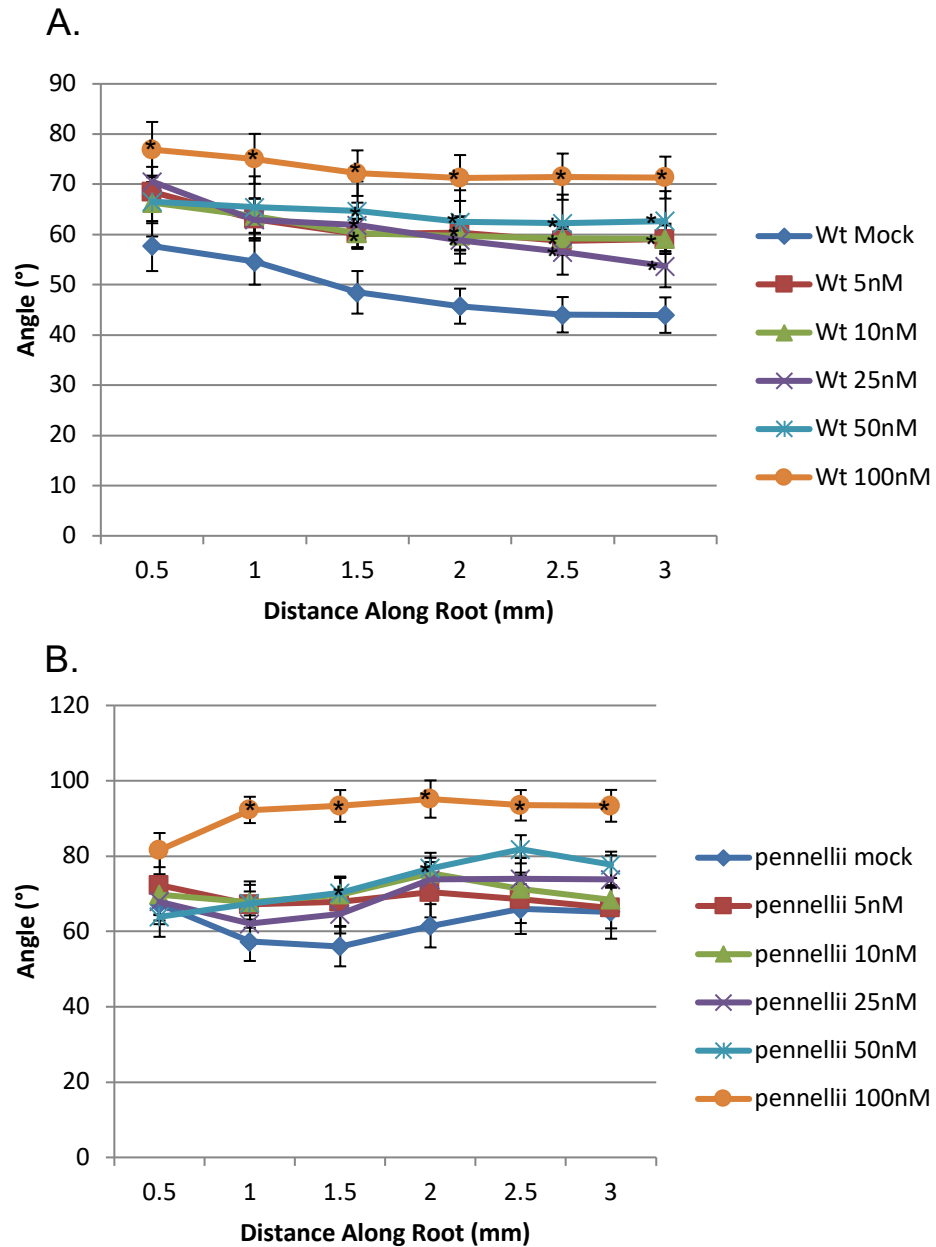 A.
90
80
70
60
50
40
30
20
10
0
Angle (°)
0.5 1 1.5 2 2.5 3
Distance Along Root (mm)
Wt Mock
Wt 5nM
Wt 10nM
Wt 25nM
Wt 50nM
Wt 100nM
B.
120
100
80
60
40
20
0
Angle (°)
0.5 1 1.5 2 2.5 3
Distance Along Root (mm)
pennellii mock
pennellii 5nM
pennellii 10nM
pennellii 25nM
pennellii 50nM
pennellii 100nM